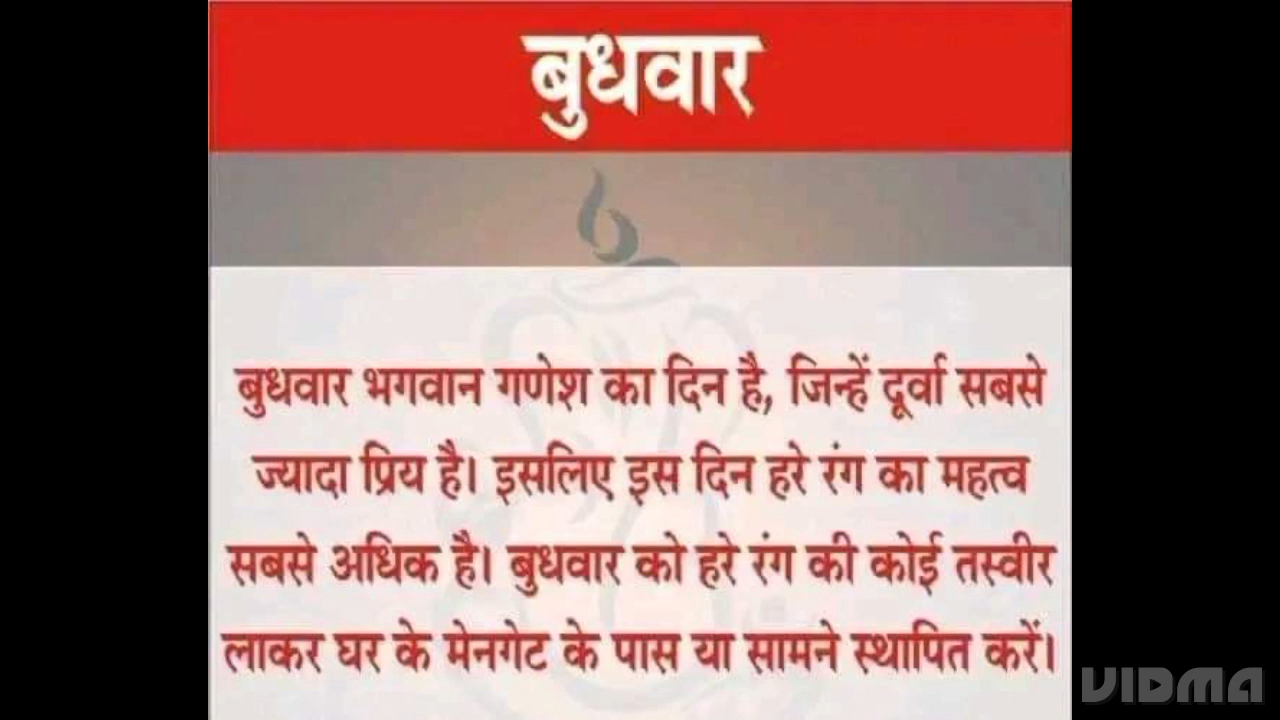 बुधवार
बुधवार भगवान गणेश का दिन है, जिन्हें दूर्वा सबसे
ज्यादा प्रिय है। इसलिए इस दिन हरे रंग का महत्व
सबसे अधिक है। बुधवार को हरे रंग की कोई तस्वीर
लाकर घर के मेनगेट के पास या सामने स्थापित करें।
VIDMA